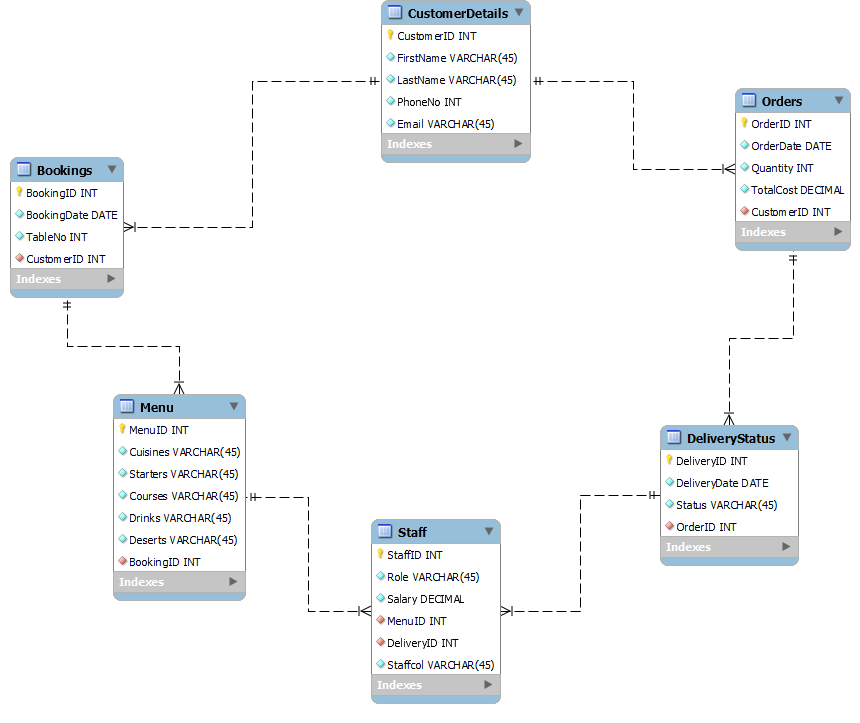 CustomerDetails
CustomerID INT
FirstName VARCHAR(45)
LastName VARCHAR(45)
PhoneNo INT
Email VARCHAR(45)
Indexes
Orders
OrderID INT
OrderDate DATE
Quantity INT
TotalCost DECIMAL
CustomerID INT
Indexes
Bookings
BookingID INT
BookingDate DATE
TableNo INT
CustomerID INT
Indexes
Menu
MenuID INT
Cuisines VARCHAR(45)
Starters VARCHAR(45)
Courses VARCHAR(45)
Drinks VARCHAR(45)
Deserts VARCHAR(45)
BookingID INT
Indexes
DeliveryStatus
DeliveryID INT
DeliveryDate DATE
Status VARCHAR(45)
OrderID INT
Indexes
Staff
StaffID INT
Role VARCHAR(45)
Salary DECIMAL
MenuID INT
DeliveryID INT
Staffcol VARCHAR(45)
Indexes